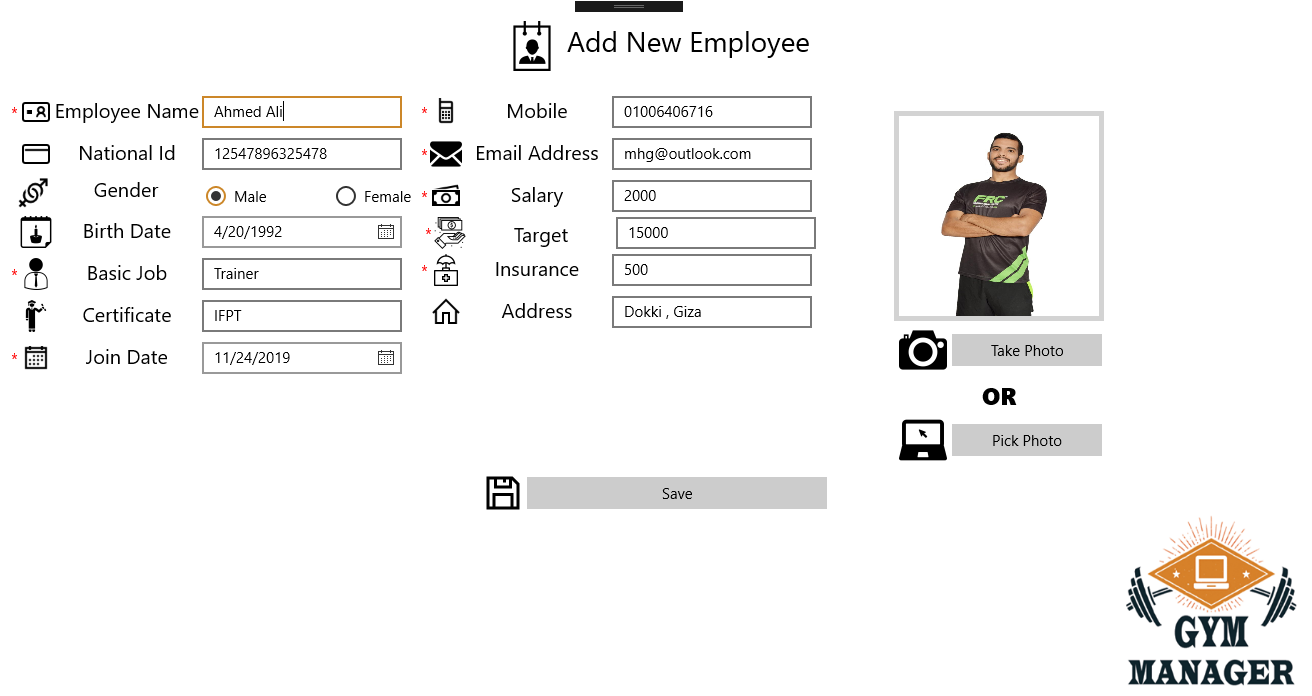 Add New Employee
* Employee Name Ahmed Ali
National Id 12547896325478
Gender Male Female
Birth Date 4/20/1992
* Basic Job Trainer
Certificate IFPT
* Join Date 11/24/2019
* Mobile 01006406716
* Email Address mhg@outlook.com
* Salary 2000
* Target 15000
* Insurance 500
Address Dokki , Giza
Take Photo
OR
Pick Photo
Save
GYM
MANAGER